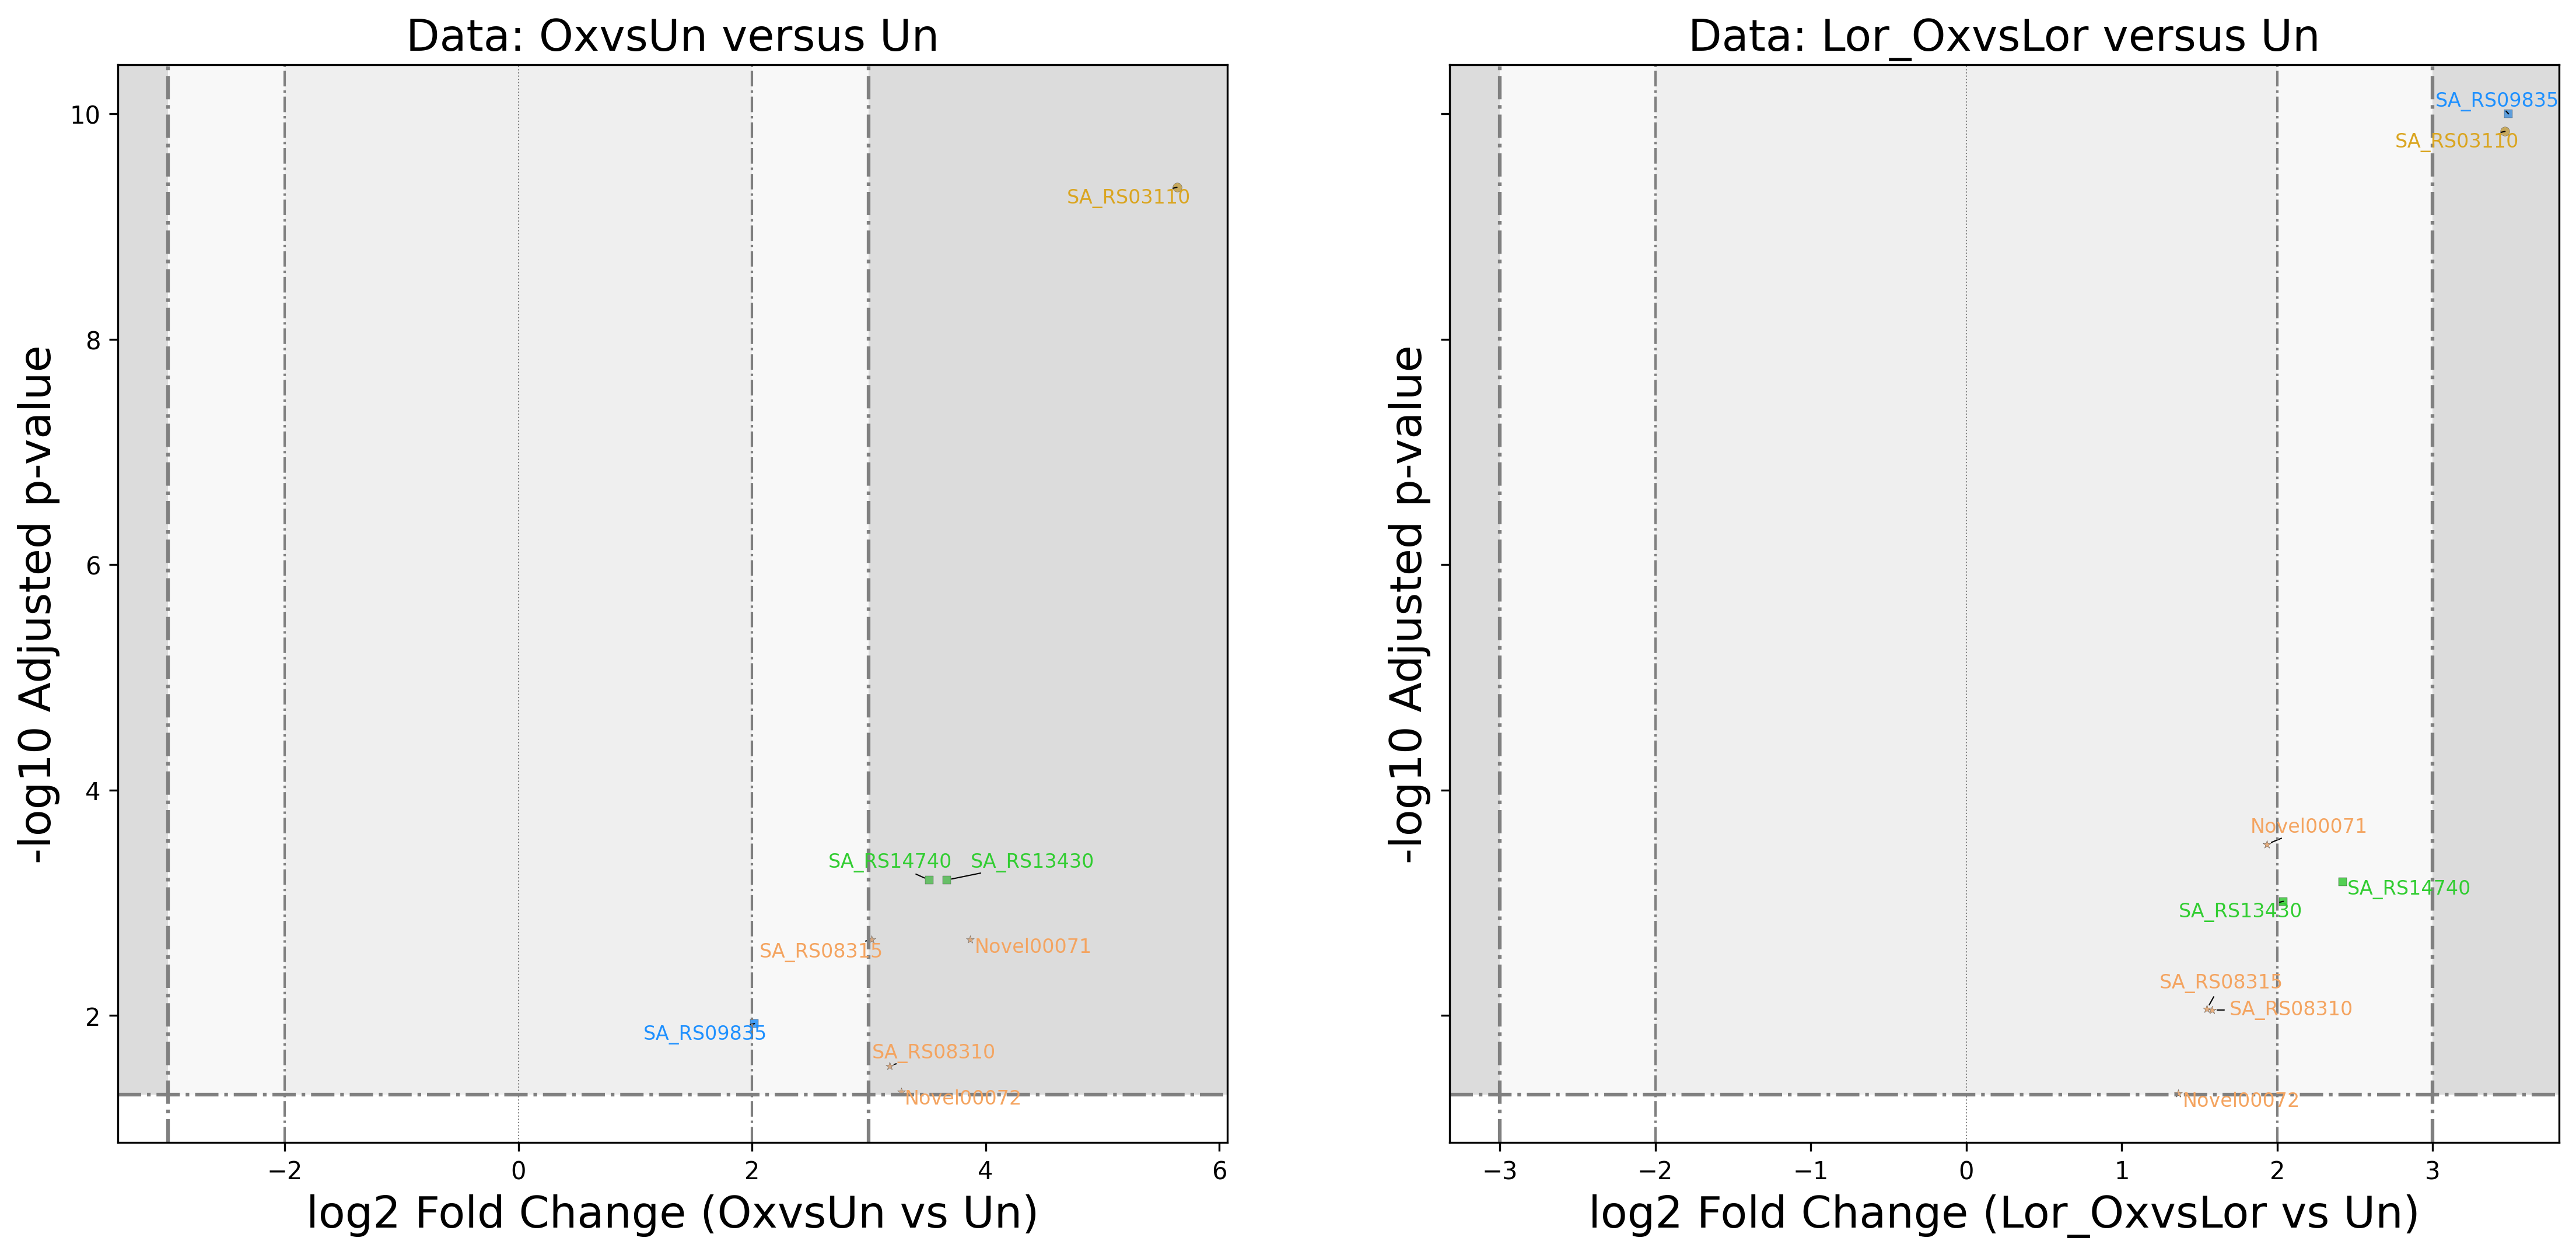 Data: OxvsUn versus Un
-log10 Adjusted p-value
10
8
6
4
2
SA_RS03110
SA_RS14740
SA_RS13430
SA_RS08315
Novel00071
SA_RS09835
SA_RS08310
Novel00072
−2
0
2
4
6
log2 Fold Change (OxvsUn vs Un)
Data: Lor_OxvsLor versus Un
-log10 Adjusted p-value
SA_RS09835
SA_RS03110
Novel00071
SA_RS14740
SA_RS13430
SA_RS08315
SA_RS08310
Novel00072
−3
−2
−1
0
1
2
3
log2 Fold Change (Lor_OxvsLor vs Un)